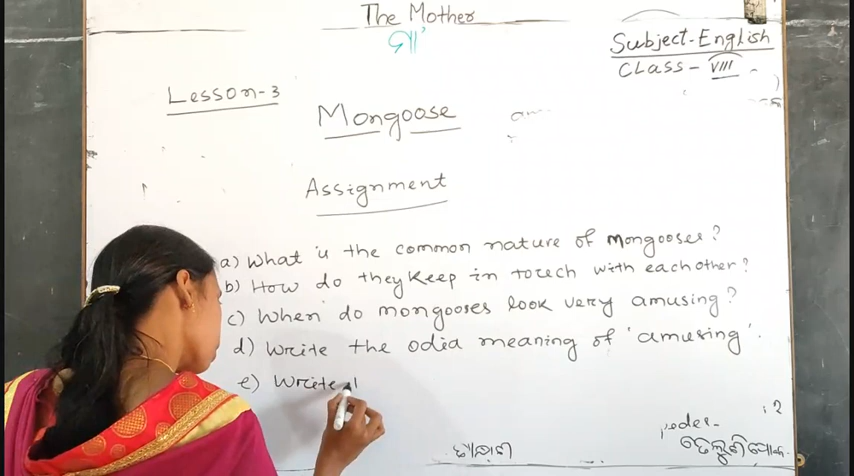 The Mother
ମା'
Subject-English
Class-VIII
Lesson-3
Mongoose
Assignment
a) What is the common nature of mongooses?
b) How do they keep in touch with each other?
c) When do mongooses look very amusing?
d) Write the odia meaning of 'amusing'.
e) Write